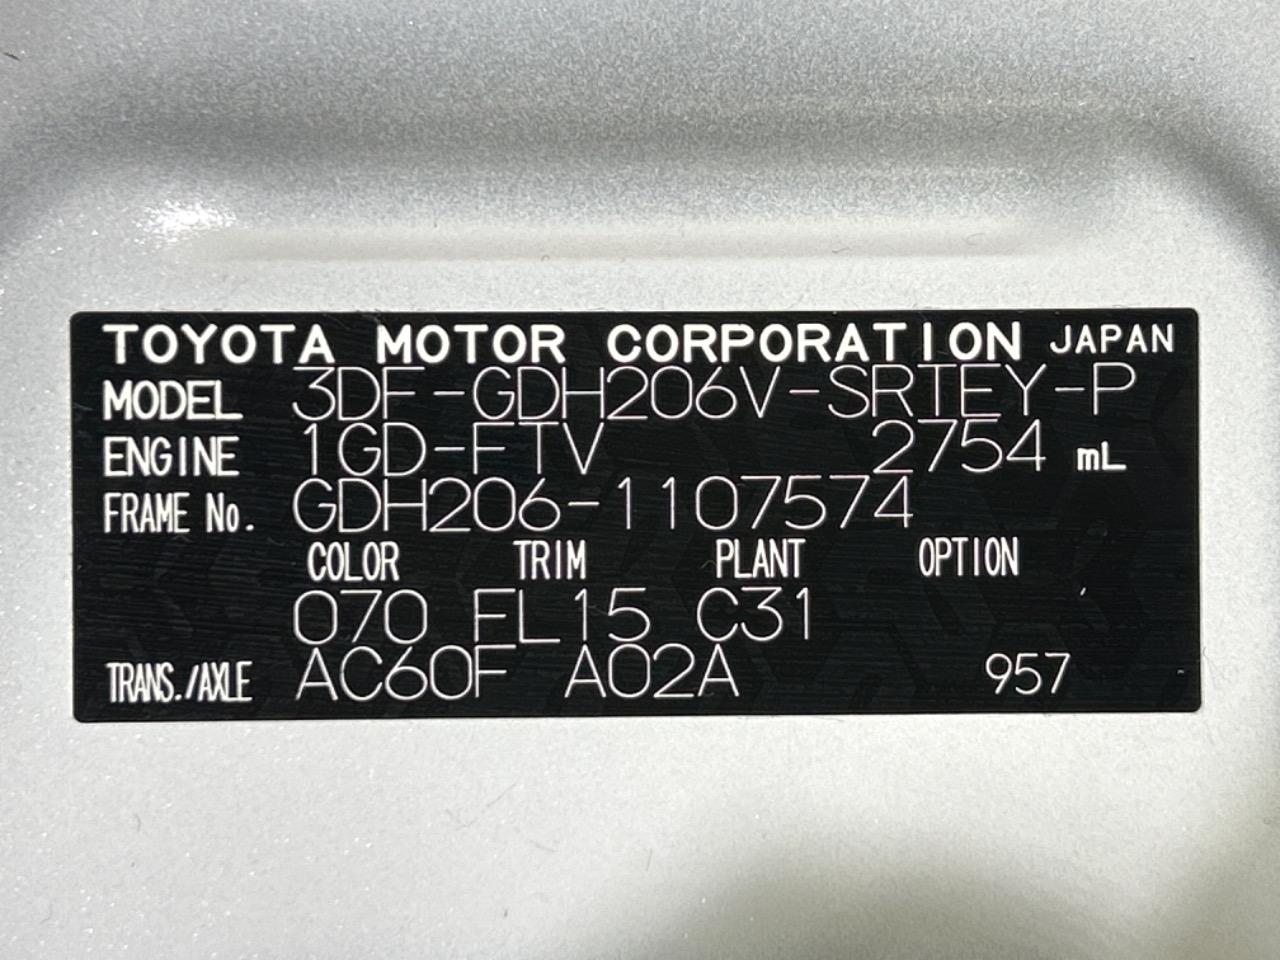 TOYOTA MOTOR CORPORATION JAPAN
MODEL 3DF-GDH206V-SRTEY-P
ENGINE 1GD-FTV 2754 mL
FRAME No. GDH206-1107574
COLOR TRIM PLANT OPTION
070 FL15 C31
TRANS./AXLE AC60F A02A 957